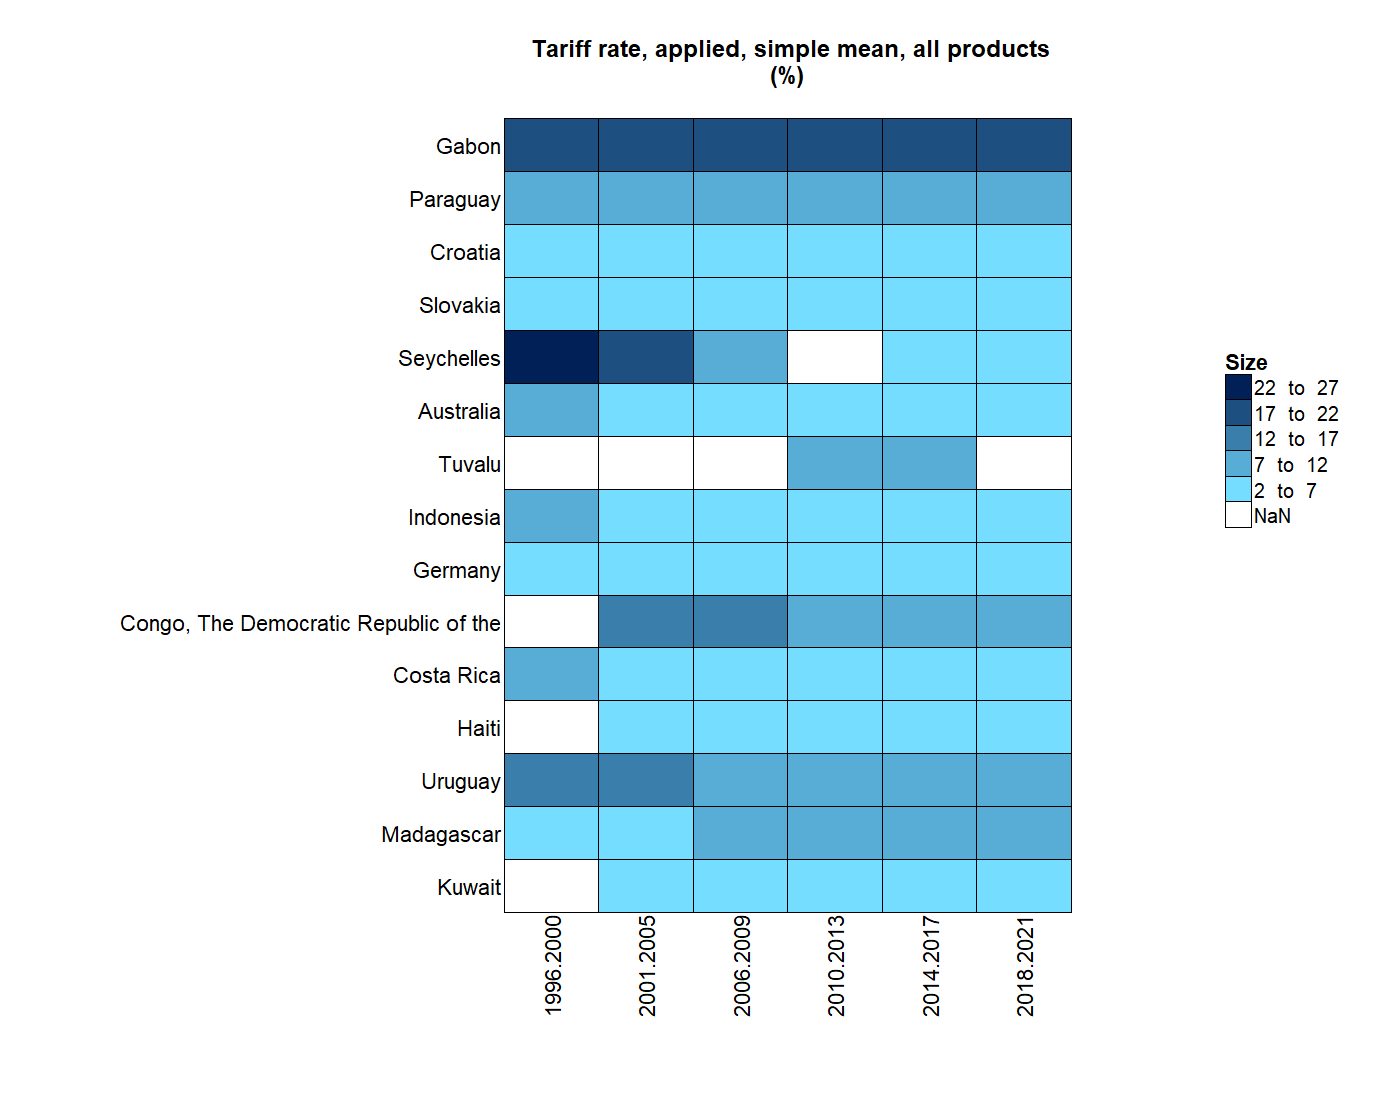 Tariff rate, applied, simple mean, all products
(%)
Gabon
Paraguay
Croatia
Slovakia
Seychelles
Australia
Tuvalu
Indonesia
Germany
Congo, The Democratic Republic of the
Costa Rica
Haiti
Uruguay
Madagascar
Kuwait
1996.2000
2001.2005
2006.2009
2010.2013
2014.2017
2018.2021
Size
22 to 27
17 to 22
12 to 17
7 to 12
2 to 7
NaN